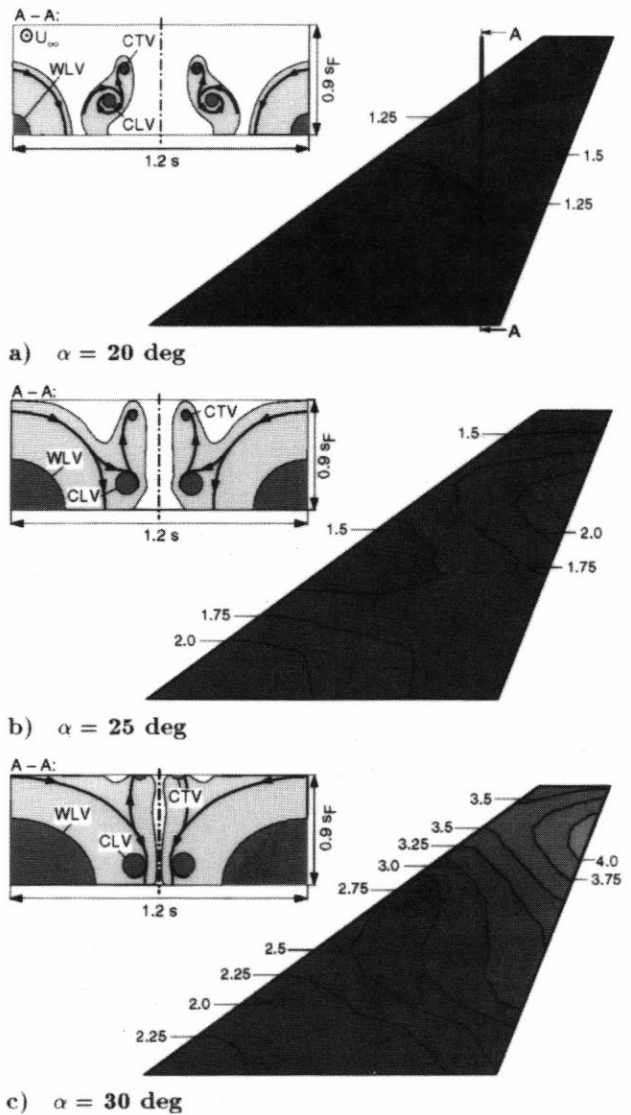 A – A:
U∞
CTV
WLV
CLV
0.9 sF
1.2 s
A
1.25
1.5
1.25
A
a) α = 20 deg
A – A:
CTV
WLV
CLV
0.9 sF
1.2 s
1.5
1.5
2.0
1.75
1.75
2.0
b) α = 25 deg
A – A:
WLV
CTV
CLV
0.9 sF
1.2 s
3.5
3.5
3.25
3.0
2.75
4.0
3.75
2.5
2.25
2.0
2.25
c) α = 30 deg